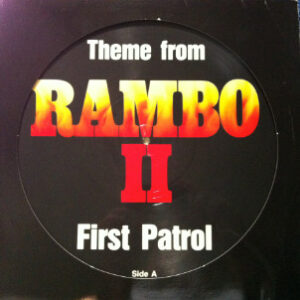 Theme from
RAMBO
II
First Patrol
Side A